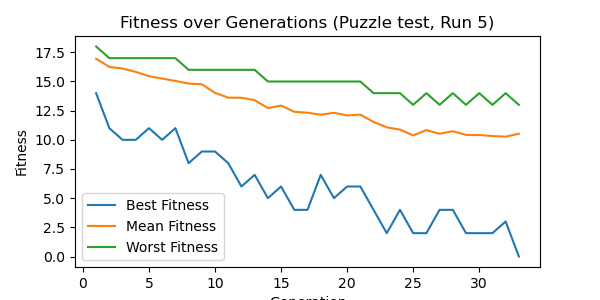 Fitness over Generations (Puzzle test, Run 5)
Fitness
17.5
15.0
12.5
10.0
7.5
5.0
2.5
0.0
Best Fitness
Mean Fitness
Worst Fitness
0 5 10 15 20 25 30
Generation